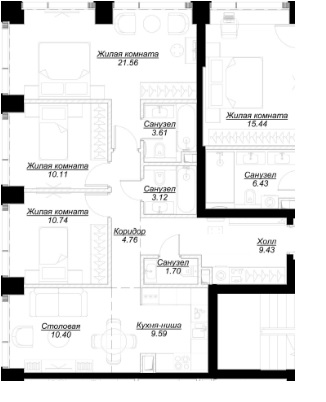 Жилая комната
21.56
Жилая комната
15.44
Санузел
3.61
Жилая комната
10.11
Санузел
6.43
Санузел
3.12
Жилая комната
10.74
Коридор
4.76
Холл
9.43
Санузел
1.70
Столовая
10.40
Кухня-ниша
9.59